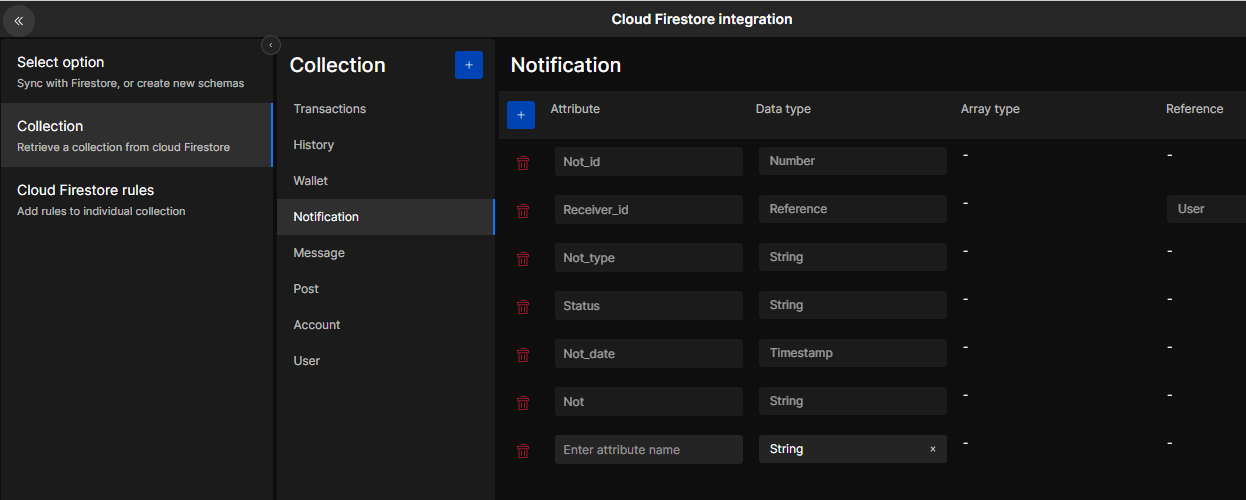 Cloud Firestore integration
Select option
Sync with Firestore, or create new schemas
Collection
Retrieve a collection from cloud Firestore
Cloud Firestore rules
Add rules to individual collection
Collection
+
Transactions
History
Wallet
Notification
Message
Post
Account
User
Notification
+ Attribute Data type Array type Reference
Not_id Number - -
Receiver_id Reference - User
Not_type String - -
Status String - -
Not_date Timestamp - -
Not String - -
Enter attribute name String × - -